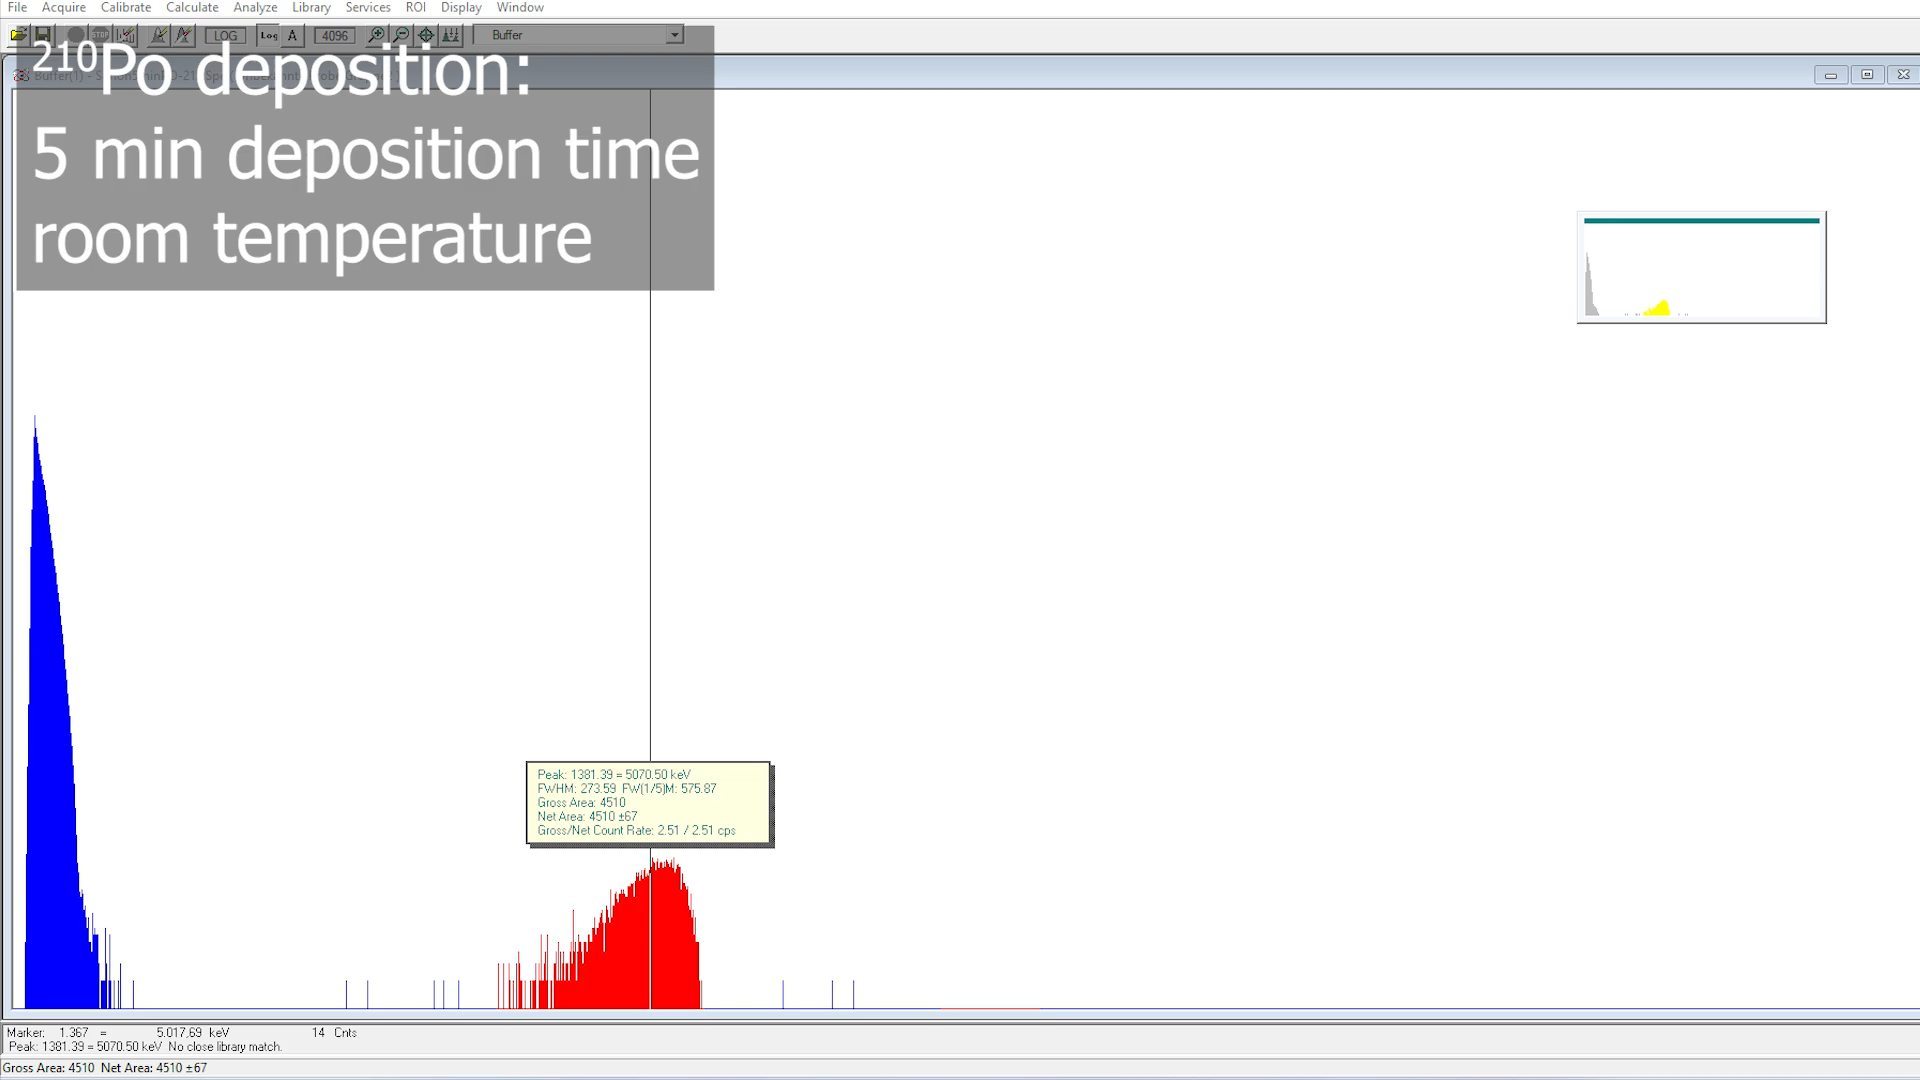 File Acquire Calibrate Calculate Analyze Library Services ROI Display Window
STOP LOG Log A 4096 Buffer
²¹⁰Po deposition:
5 min deposition time
room temperature
Peak: 1381.39 = 5070.50 keV
FWHM: 273.59 FW(1/5)M: 575.87
Gross Area: 4510
Net Area: 4510 ±67
Gross/Net Count Rate: 2.51 / 2.51 cps
Marker: 1.367 = 5.017,69 keV 14 Cnts
Peak: 1381.39 = 5070.50 keV No close library match.
Gross Area: 4510 Net Area: 4510 ±67